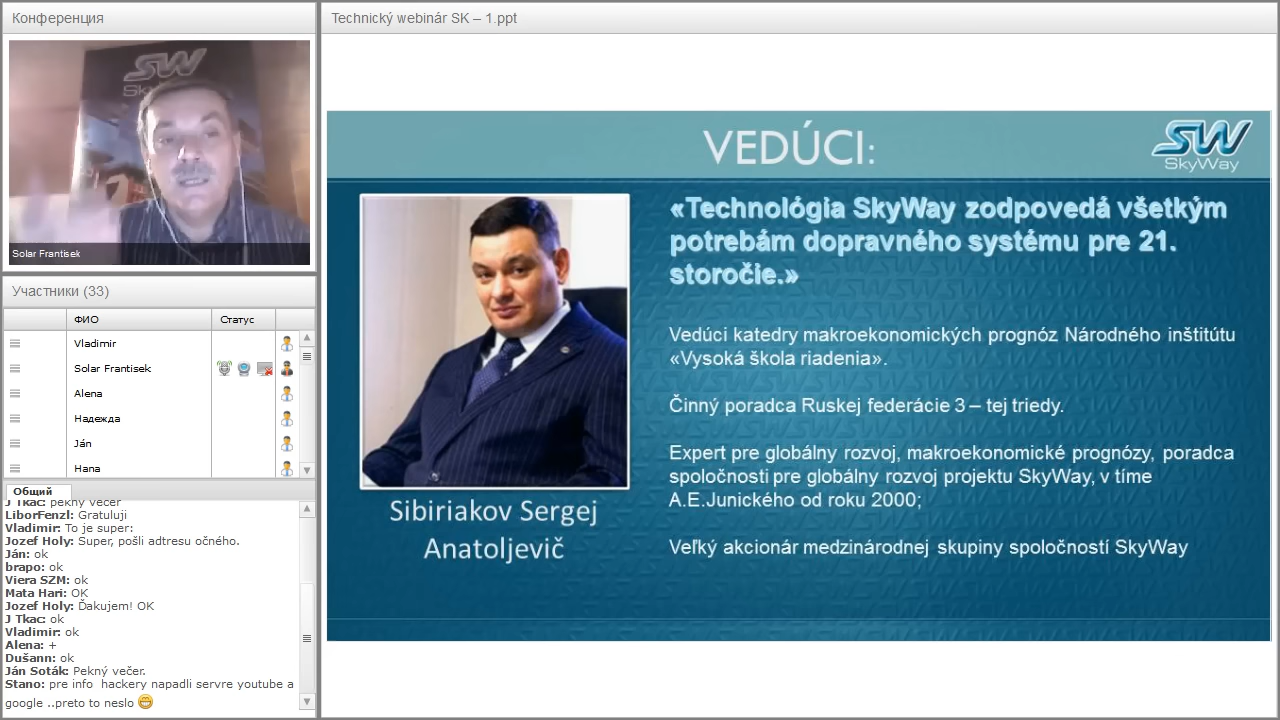 Конференция
SW
Sk
Solar Frantisek
Участники (33)
ФИО
Статус
Vladimir
Solar Frantisek
Alena
Надежда
Ján
Hana
Общий
J Tkac: pekný večer
LiborFenzl: Gratuluji
Vladimir: To je super:
Jozef Holy: Super, pošli adtresu očného.
Ján: ok
brapo: ok
Viera SZM: ok
Mata Hari: OK
Jozef Holy: Ďakujem! OK
J Tkac: ok
Vladimir: ok
Alena: +
Dušann: ok
Ján Soták: Pekný večer.
Stano: pre info hackery napadli servre youtube a
google ..preto to neslo
Technický webinár SK – 1.ppt
VEDÚCI:
SW
SkyWay
«Technológia SkyWay zodpovedá všetkým
potrebám dopravného systému pre 21.
storočie.»
Vedúci katedry makroekonomických prognóz Národného inštitútu
«Vysoká škola riadenia».
Činný poradca Ruskej federácie 3 – tej triedy.
Expert pre globálny rozvoj, makroekonomické prognózy, poradca
spoločnosti pre globálny rozvoj projektu SkyWay, v tíme
A.E.Junického od roku 2000;
Veľký akcionár medzinárodnej skupiny spoločností SkyWay
Sibiriakov Sergej
Anatoljevič